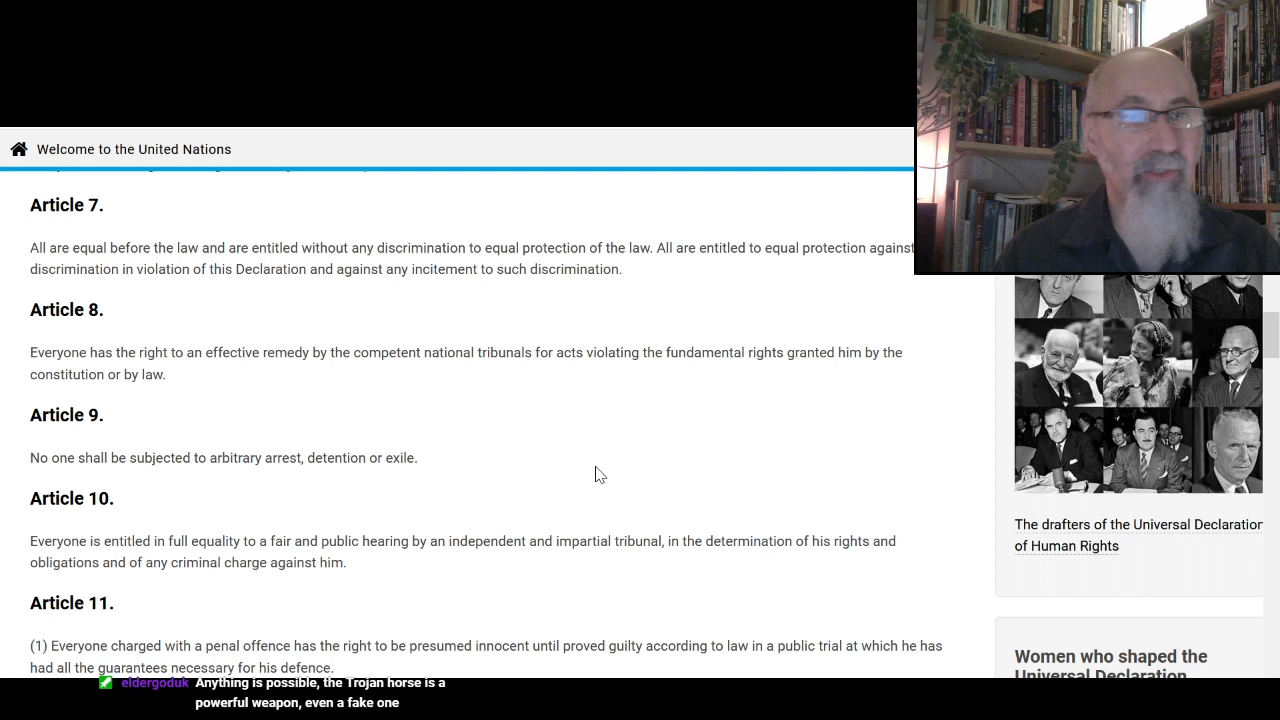 Welcome to the United Nations
Article 7.
All are equal before the law and are entitled without any discrimination to equal protection of the law. All are entitled to equal protection against
discrimination in violation of this Declaration and against any incitement to such discrimination.
Article 8.
Everyone has the right to an effective remedy by the competent national tribunals for acts violating the fundamental rights granted him by the
constitution or by law.
Article 9.
No one shall be subjected to arbitrary arrest, detention or exile.
Article 10.
Everyone is entitled in full equality to a fair and public hearing by an independent and impartial tribunal, in the determination of his rights and
obligations and of any criminal charge against him.
Article 11.
(1) Everyone charged with a penal offence has the right to be presumed innocent until proved guilty according to law in a public trial at which he has
had all the guarantees necessary for his defence.
The drafters of the Universal Declaration
of Human Rights
Women who shaped the
Universal Declaration
eldergoduk Anything is possible, the Trojan horse is a
powerful weapon, even a fake one